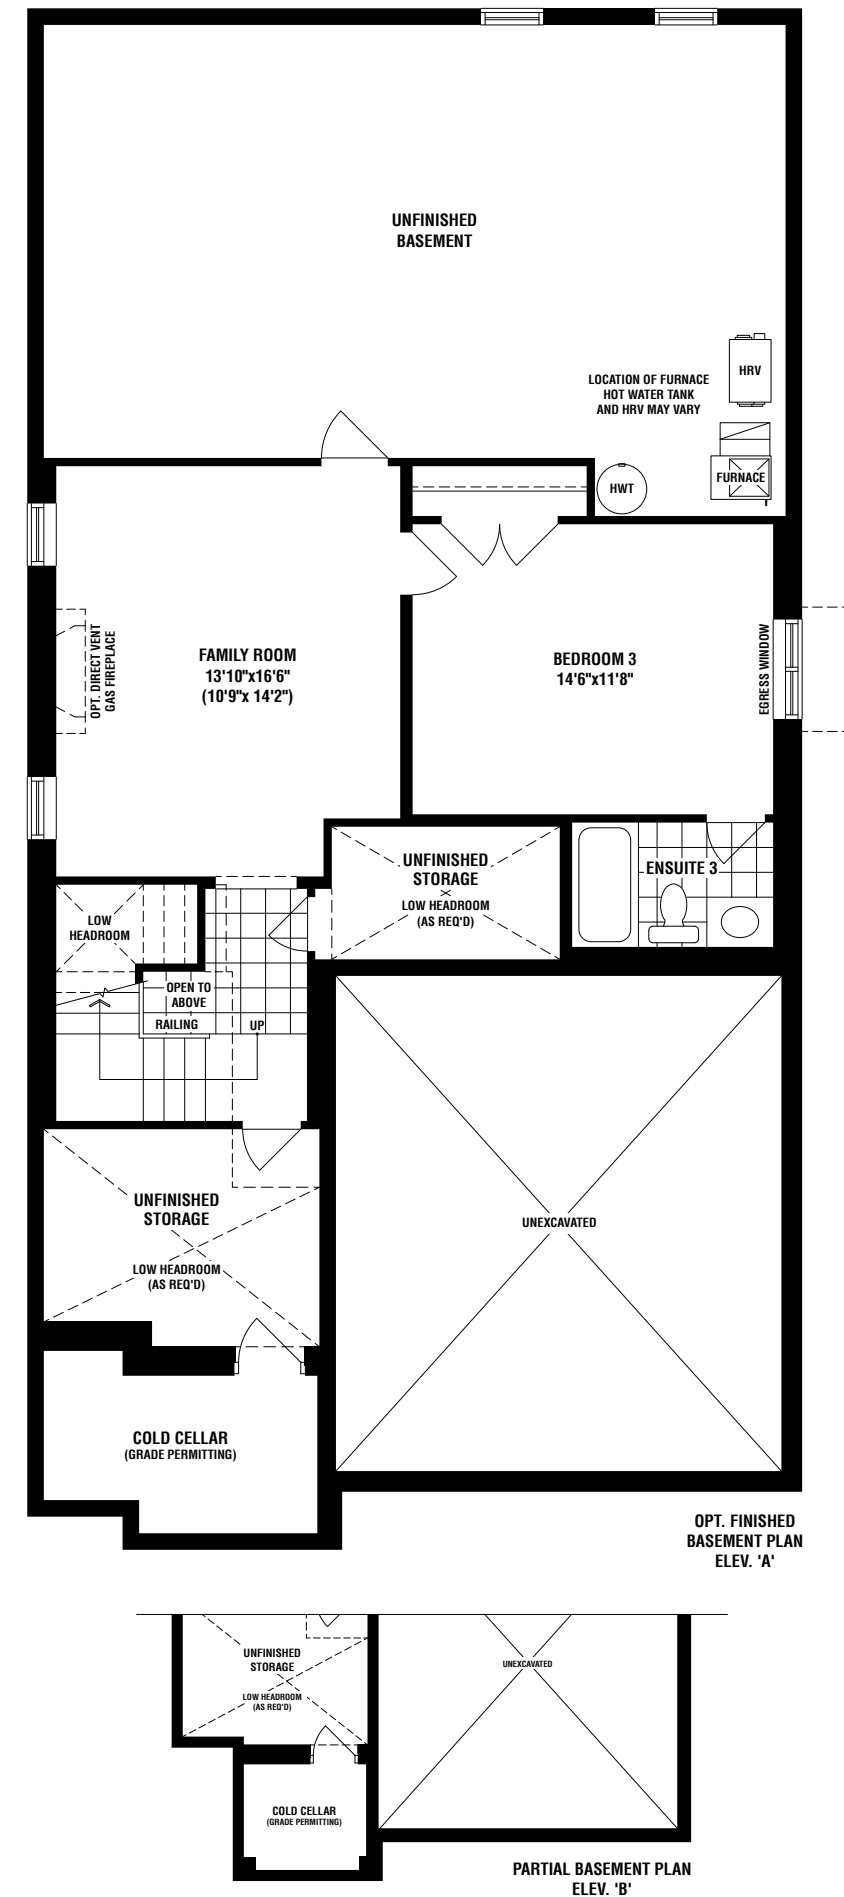 UNFINISHED
BASEMENT
HRV
LOCATION OF FURNACE
HOT WATER TANK
AND HRV MAY VARY
FURNACE
HWT
OPT. DIRECT VENT
GAS FIREPLACE
FAMILY ROOM
13'10"x16'6"
(10'9"x 14'2")
BEDROOM 3
14'6"x11'8"
EGRESS WINDOW
UNFINISHED
STORAGE
LOW HEADROOM
(AS REQ'D)
ENSUITE 3
LOW
HEADROOM
OPEN TO
ABOVE
RAILING
UP
UNFINISHED
STORAGE
LOW HEADROOM
(AS REQ'D)
UNEXCAVATED
COLD CELLAR
(GRADE PERMITTING)
OPT. FINISHED
BASEMENT PLAN
ELEV. 'A'
UNFINISHED
STORAGE
LOW HEADROOM
(AS REQ'D)
UNEXCAVATED
COLD CELLAR
(GRADE PERMITTING)
PARTIAL BASEMENT PLAN
ELEV. 'B'